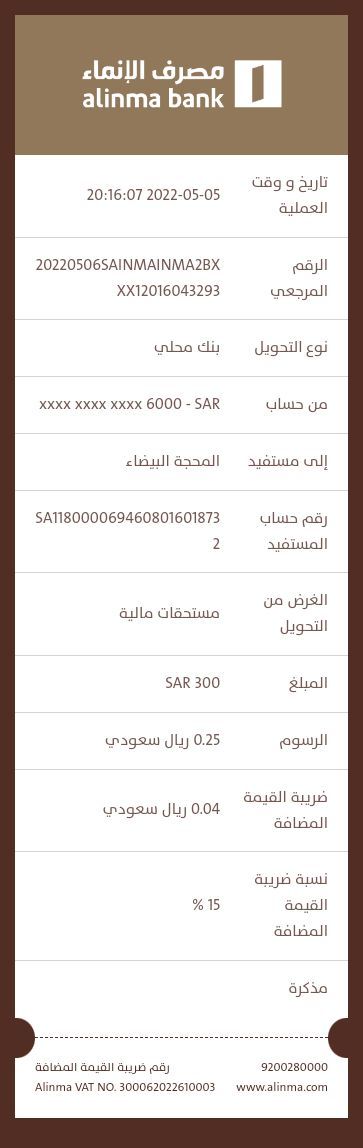 مصرف الإنماء
alinma bank
تاريخ و وقت
العملية
20:16:07 2022-05-05
الرقم
المرجعي
20220506SAINMAINMA2BX
XX12016043293
نوع التحويل
بنك محلي
من حساب
xxxx xxxx xxxx 6000 - SAR
إلى مستفيد
المحجة البيضاء
رقم حساب
المستفيد
SA118000069460801601873
2
الغرض من
التحويل
مستحقات مالية
المبلغ
SAR 300
الرسوم
0.25 ريال سعودي
ضريبة القيمة
المضافة
0.04 ريال سعودي
نسبة ضريبة
القيمة
المضافة
% 15
مذكرة
9200280000
رقم ضريبة القيمة المضافة
www.alinma.com
Alinma VAT NO. 300062022610003